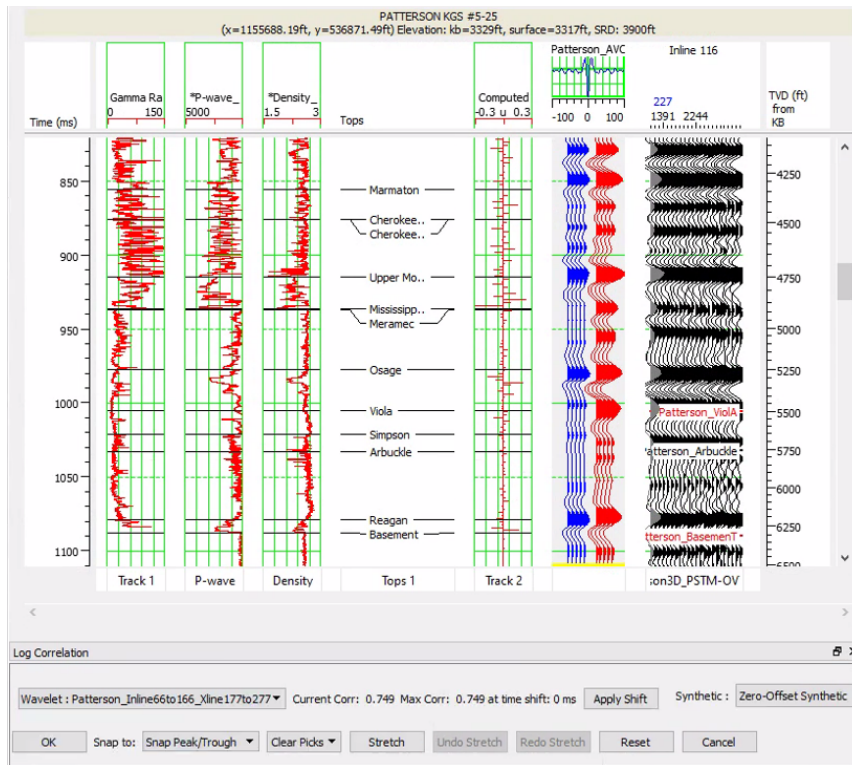 PATTERSON KGS #5-25
(x=1155688.19ft, y=536871.49ft) Elevation: kb=3329ft, surface=3317ft, SRD: 3900ft
Patterson_AVC Inline 116
Gamma Ra *P-wave_ *Density_ Computed
TVD (ft)
from
KB
227
Time (ms) 0 150 5000 1.5 3 Tops -0.3 u 0.3 -100 0 100 1391 2244
850 Marmaton 4250
Cherokee.. 4500
Cherokee..
900
Upper Mo.. 4750
Mississipp..
Meramec
950 5000
Osage 5250
1000
Viola Patterson_ViolA 5500
Simpson
Arbuckle atterson_Arbuckle 5750
1050 6000
Reagan 6250
Basement tterson_BasemenT
1100 6500
Track 1 P-wave Density Tops 1 Track 2 son3D_PSTM-OV
Log Correlation
Wavelet : Patterson_Inline66to166_Xline177to277 Current Corr: 0.749 Max Corr: 0.749 at time shift: 0 ms Apply Shift Synthetic : Zero-Offset Synthetic
OK Snap to: Snap Peak/Trough Clear Picks Stretch Undo Stretch Redo Stretch Reset Cancel